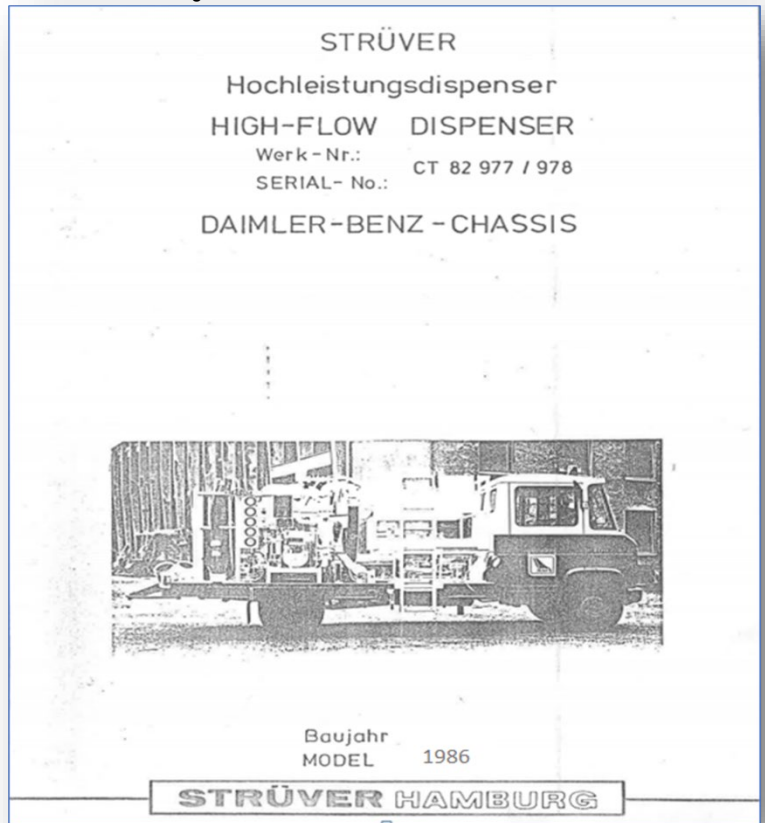 STRÜVER
Hochleistungsdispenser
HIGH-FLOW DISPENSER
Werk-Nr.:
SERIAL- No.:
CT 82 977 / 978
DAIMLER-BENZ-CHASSIS
Baujahr
MODEL 1986
STRÜVER HAMBURG